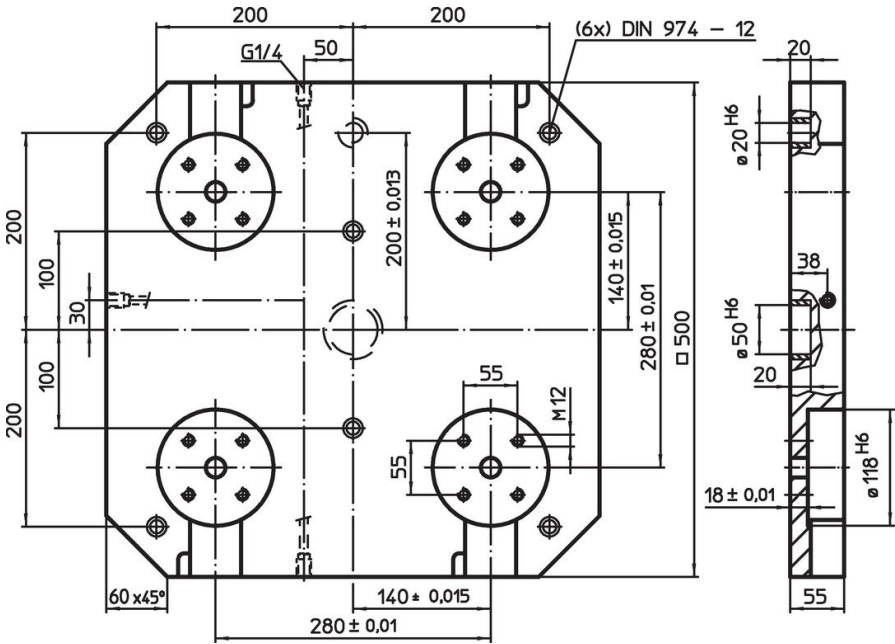 200
200
(6x) DIN 974 – 12
G1/4
50
20
ø 20 H6
200
100
30
200 ± 0,013
140 ± 0,015
280 ± 0,01
□ 500
38
ø 50 H6
20
200
100
55
M 12
55
18 ± 0,01
ø 118 H6
60 x45°
140 ± 0,015
280 ± 0,01
55